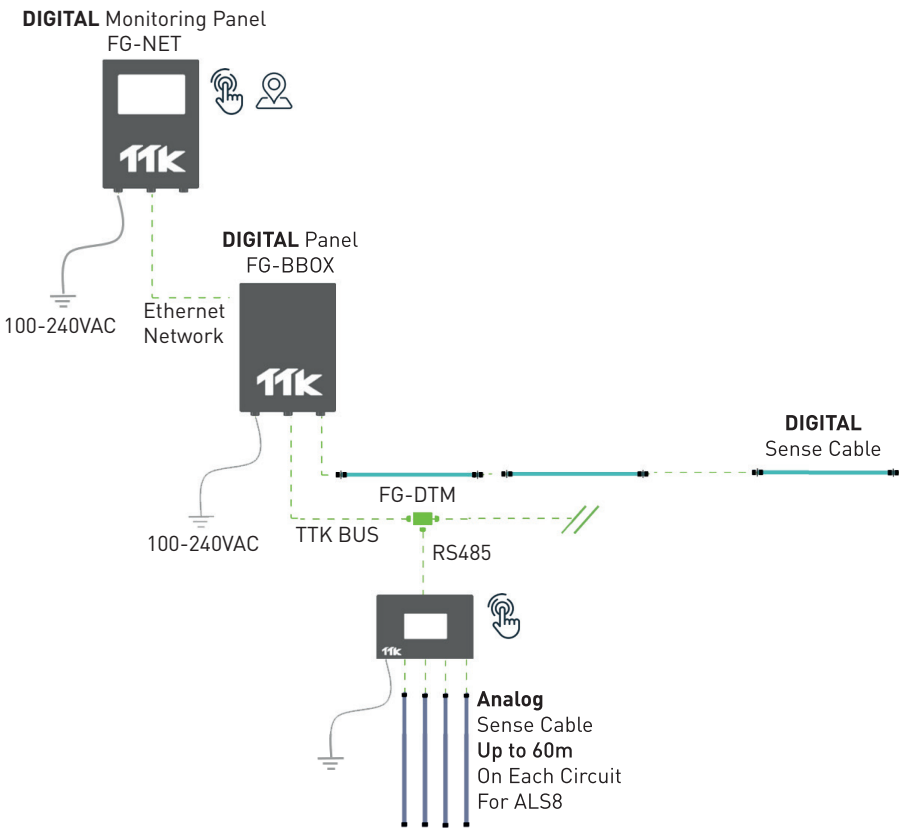 DIGITAL Monitoring Panel
FG-NET
TTK
100-240VAC
Ethernet
Network
DIGITAL Panel
FG-BBOX
TTK
100-240VAC
DIGITAL
Sense Cable
FG-DTM
TTK BUS
RS485
TTK
Analog
Sense Cable
Up to 60m
On Each Circuit
For ALS8